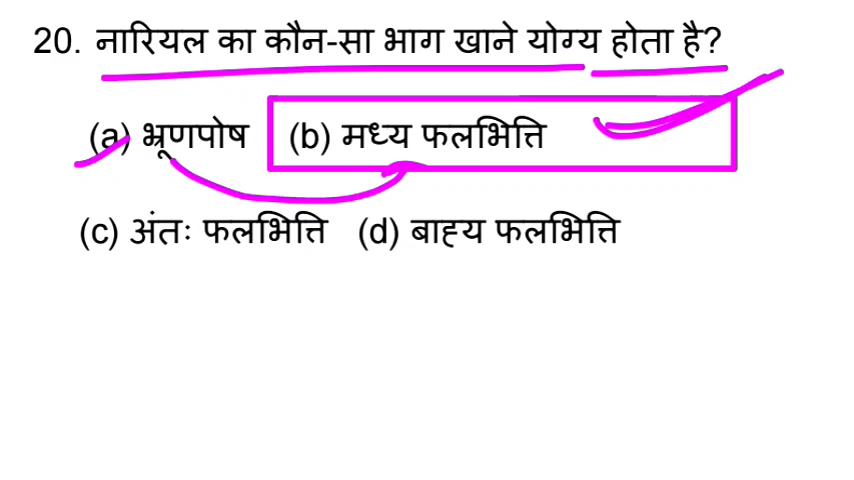 20. नारियल का कौन-सा भाग खाने योग्य होता है?
(a) भ्रूणपोष (b) मध्य फलभित्ति
(c) अंतः फलभित्ति (d) बाह्य फलभित्ति